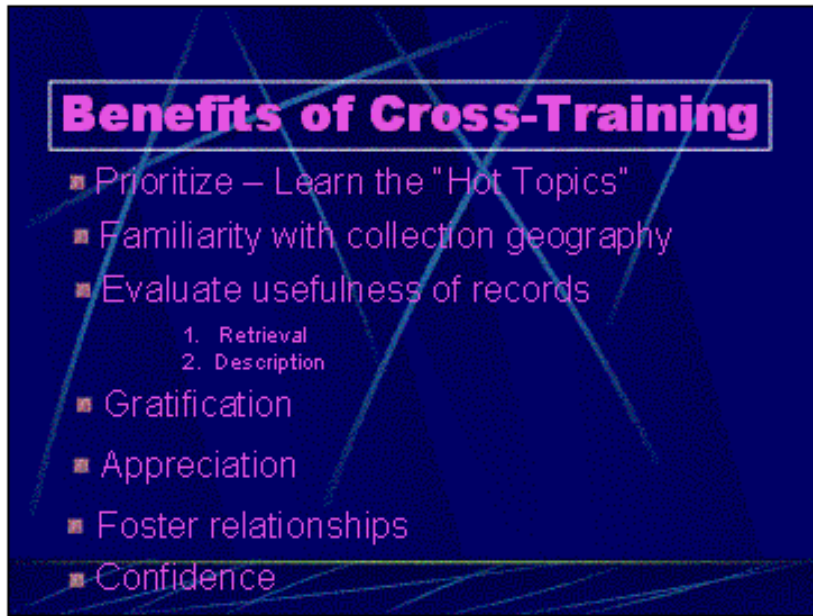 Benefits of Cross-Training
Prioritize – Learn the "Hot Topics"
Familiarity with collection geography
Evaluate usefulness of records
1. Retrieval
2. Description
Gratification
Appreciation
Foster relationships
Confidence